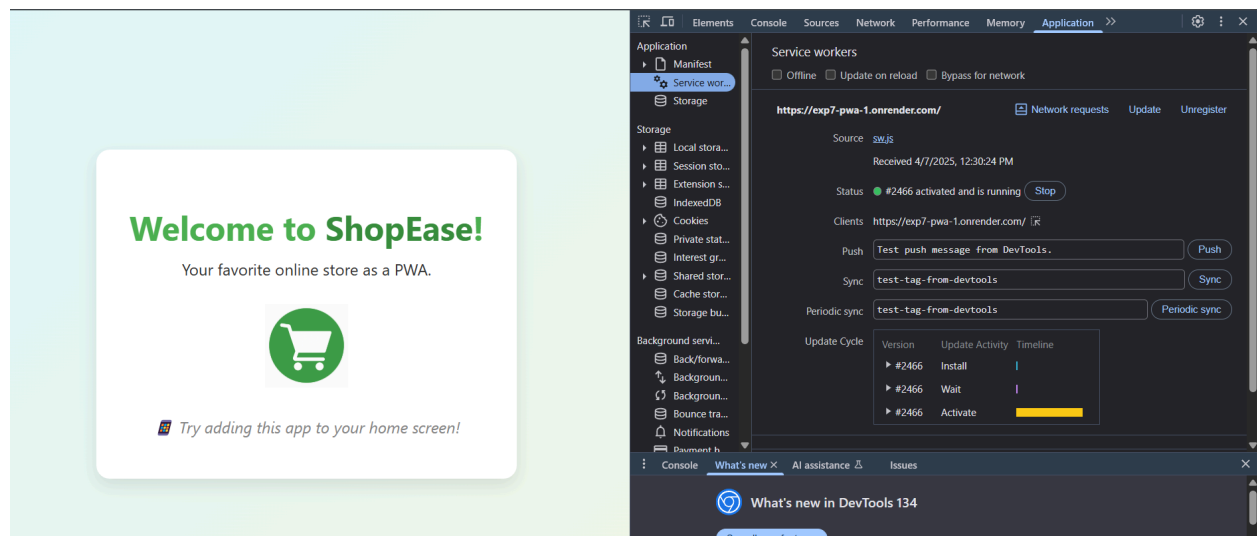 Welcome to ShopEase!
Your favorite online store as a PWA.
Try adding this app to your home screen!
Elements Console Sources Network Performance Memory Application
Application
Manifest
Service wor...
Storage
Storage
Local stora...
Session sto...
Extension s...
IndexedDB
Cookies
Private stat...
Interest gr...
Shared stor...
Cache stor...
Storage bu...
Background servi...
Back/forwa...
Backgroun...
Backgroun...
Bounce tra...
Notifications
Payment h
Service workers
Offline Update on reload Bypass for network
https://exp7-pwa-1.onrender.com/ Network requests Update Unregister
Source sw.js
Received 4/7/2025, 12:30:24 PM
Status #2466 activated and is running Stop
Clients https://exp7-pwa-1.onrender.com/
Push Test push message from DevTools. Push
Sync test-tag-from-devtools Sync
Periodic sync test-tag-from-devtools Periodic sync
Update Cycle Version Update Activity Timeline
#2466 Install
#2466 Wait
#2466 Activate
Console What's new AI assistance Issues
What's new in DevTools 134